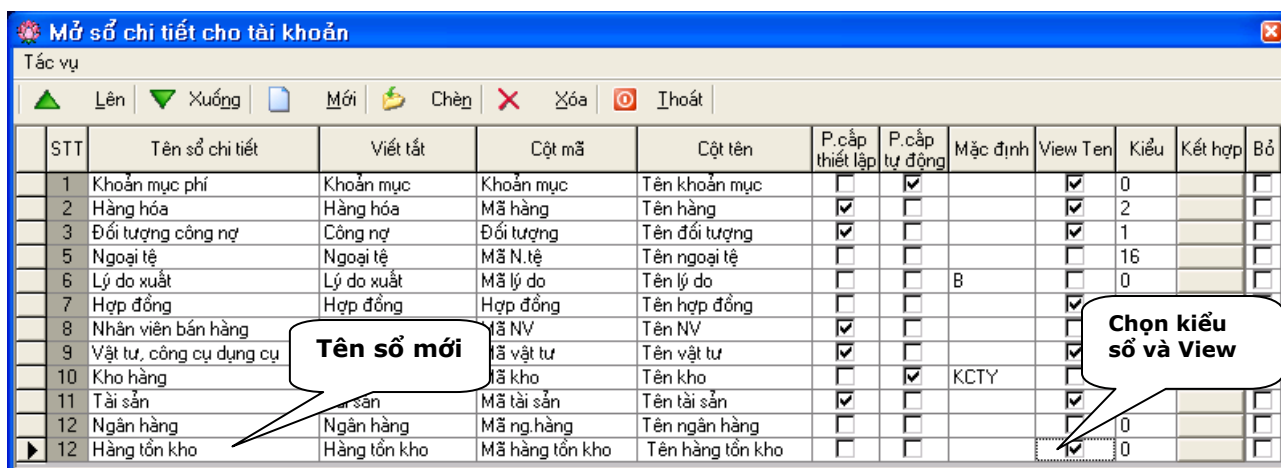 Mở sổ chi tiết cho tài khoản
Tác vụ
Lên Xuống Mới Chèn Xóa Thoát
STT Tên sổ chi tiết Viết tắt Cột mã Cột tên P.cấp thiết lập P.cấp tự động Mặc định View Ten Kiểu Kết hợp Bỏ
1 Khoản mục phí Khoản mục Khoản mục Tên khoản mục 0
2 Hàng hóa Hàng hóa Mã hàng Tên hàng 2
3 Đối tượng công nợ Công nợ Đối tượng Tên đối tượng 1
5 Ngoại tệ Ngoại tệ Mã N.tệ Tên ngoại tệ 16
6 Lý do xuất Lý do xuất Mã lý do Tên lý do B 0
7 Hợp đồng Hợp đồng Hợp đồng Tên hợp đồng
8 Nhân viên bán hàng Mã NV Tên NV
9 Vật tư, công cụ dụng cụ Mã vật tư Tên vật tư
10 Kho hàng Mã kho Tên kho KCTY
11 Tài sản Tài sản Mã tài sản Tên tài sản
12 Ngân hàng Ngân hàng Mã ng.hàng Tên ngân hàng 0
12 Hàng tồn kho Hàng tồn kho Mã hàng tồn kho Tên hàng tồn kho 0
Tên sổ mới
Chọn kiểu
sổ và View